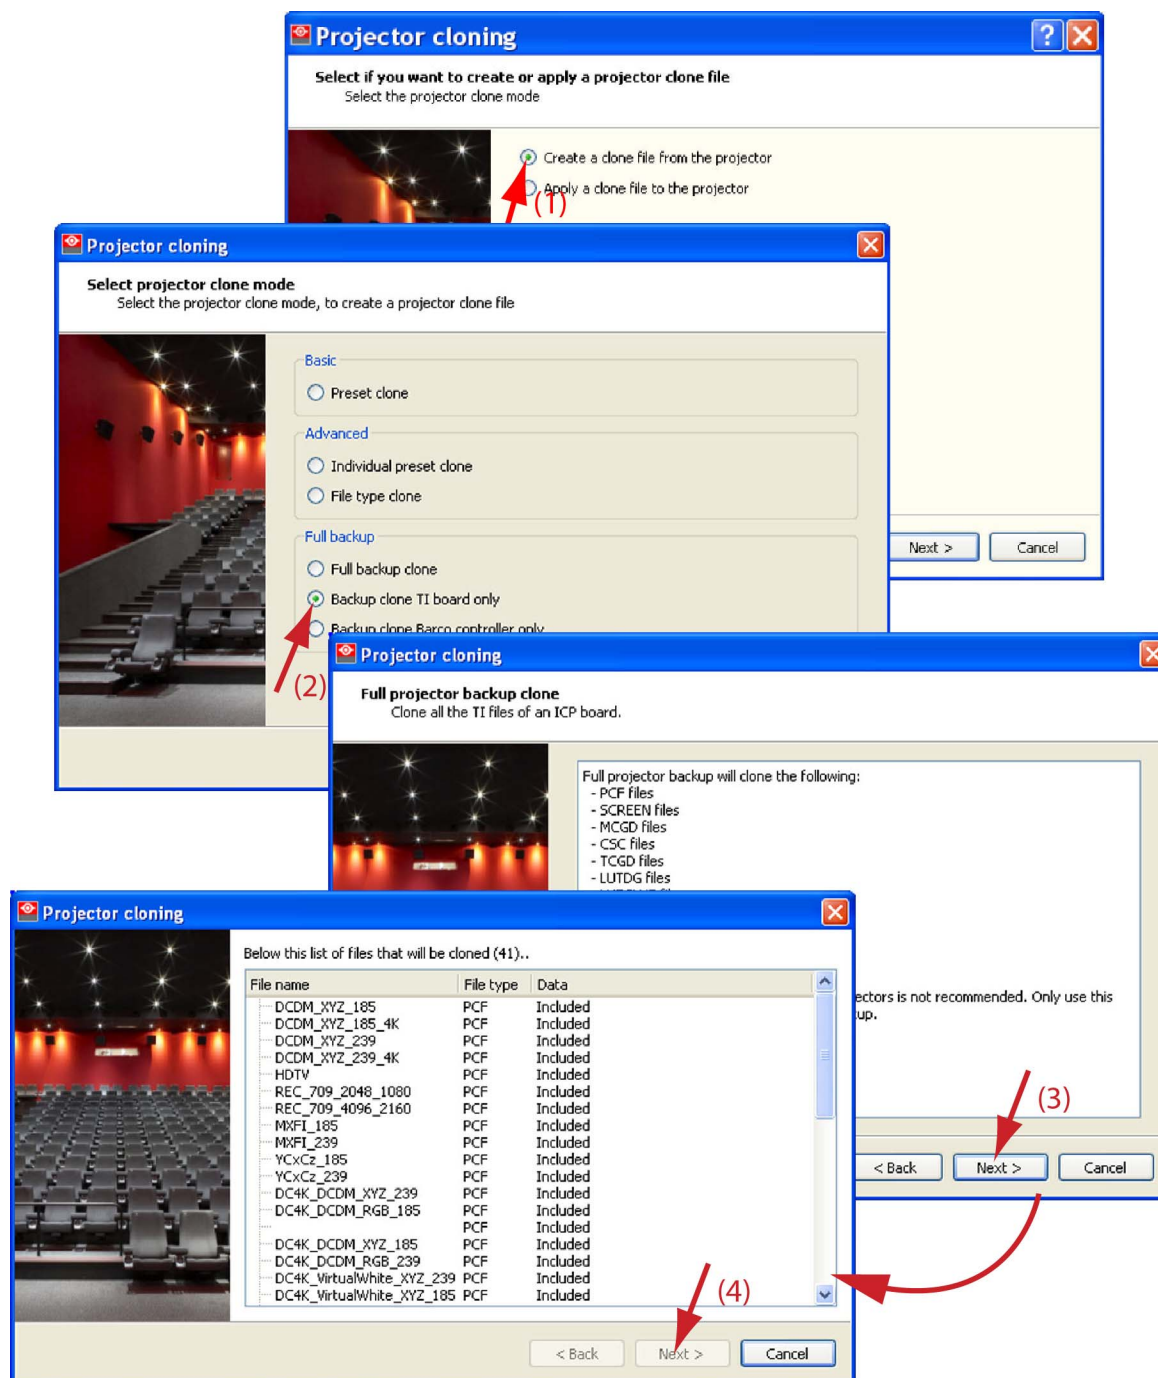 Projector cloning
Select if you want to create or apply a projector clone file
Select the projector clone mode
Create a clone file from the projector
Apply a clone file to the projector
(1)
Next >
Cancel
Projector cloning
Select projector clone mode
Select the projector clone mode, to create a projector clone file
Basic
Preset clone
Advanced
Individual preset clone
File type clone
Full backup
Full backup clone
Backup clone TI board only
Backup clone Barco controller only
(2)
Projector cloning
Full projector backup clone
Clone all the TI files of an ICP board.
Full projector backup will clone the following:
- PCF files
- SCREEN files
- MCGD files
- CSC files
- TCGD files
- LUTDG files
ectors is not recommended. Only use this
up.
(3)
< Back
Next >
Cancel
Projector cloning
Below this list of files that will be cloned (41)..
File name File type Data
DCDM_XYZ_185 PCF Included
DCDM_XYZ_185_4K PCF Included
DCDM_XYZ_239 PCF Included
DCDM_XYZ_239_4K PCF Included
HDTV PCF Included
REC_709_2048_1080 PCF Included
REC_709_4096_2160 PCF Included
MXFI_185 PCF Included
MXFI_239 PCF Included
YCxCz_185 PCF Included
YCxCz_239 PCF Included
DC4K_DCDM_XYZ_239 PCF Included
DC4K_DCDM_RGB_185 PCF Included
PCF Included
DC4K_DCDM_XYZ_185 PCF Included
DC4K_DCDM_RGB_239 PCF Included
DC4K_VirtualWhite_XYZ_239 PCF Included
DC4K_VirtualWhite_XYZ_185 PCF Included
(4)
< Back
Next >
Cancel